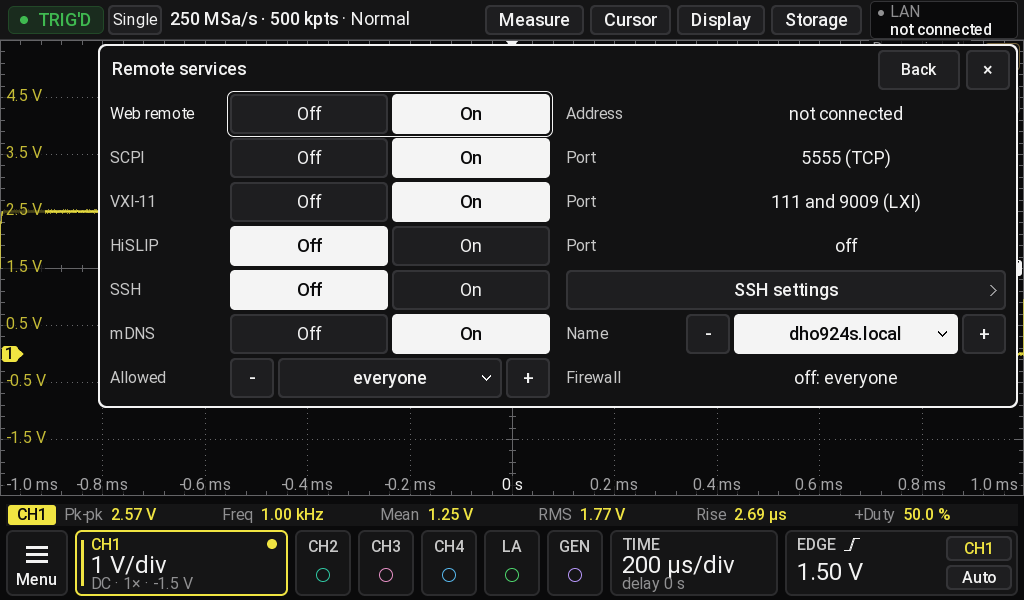 TRIG'D Single 250 MSa/s · 500 kpts · Normal Measure Cursor Display Storage LAN
not connected
Remote services Back ×
4.5 V
Web remote Off On Address not connected
3.5 V
SCPI Off On Port 5555 (TCP)
2.5 V
VXI-11 Off On Port 111 and 9009 (LXI)
HiSLIP Off On Port off
1.5 V
SSH Off On SSH settings
0.5 V
mDNS Off On Name - dho924s.local +
1
-0.5 V
Allowed - everyone + Firewall off: everyone
-1.5 V
-1.0 ms -0.8 ms -0.6 ms -0.4 ms -0.2 ms 0 s 0.2 ms 0.4 ms 0.6 ms 0.8 ms 1.0 ms
CH1 Pk-pk 2.57 V Freq 1.00 kHz Mean 1.25 V RMS 1.77 V Rise 2.69 µs +Duty 50.0 %
CH1 CH2 CH3 CH4 LA GEN TIME EDGE CH1
1 V/div 200 µs/div 1.50 V
Menu DC · 1× · -1.5 V delay 0 s Auto